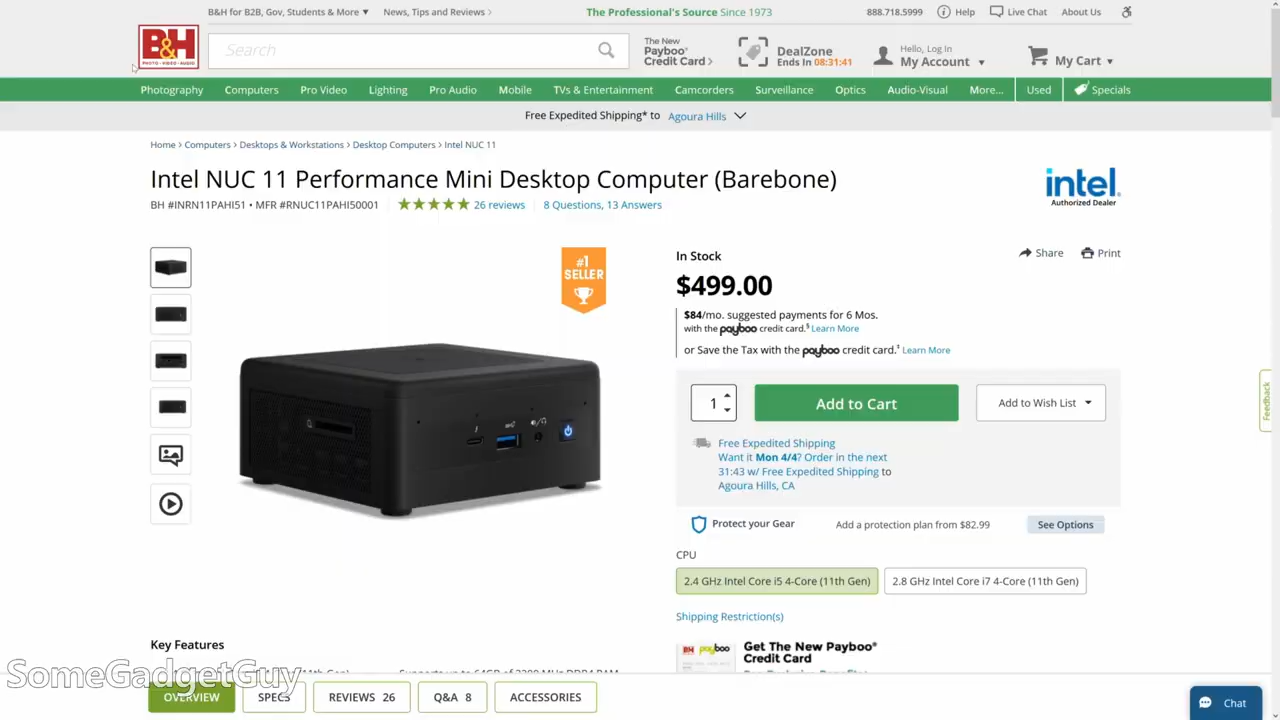 B&H for B2B, Gov, Students & More
News, Tips and Reviews
The Professional's Source Since 1973
888.718.5999
Help
Live Chat
About Us
B&H
PHOTO · VIDEO · AUDIO
Search
The New
Payboo®
Credit Card
DealZone
Ends In 08:31:41
Hello, Log In
My Account
My Cart
Photography Computers Pro Video Lighting Pro Audio Mobile TVs & Entertainment Camcorders Surveillance Optics Audio-Visual More... Used Specials
Free Expedited Shipping* to Agoura Hills
Home › Computers › Desktops & Workstations › Desktop Computers › Intel NUC 11
Intel NUC 11 Performance Mini Desktop Computer (Barebone)
BH #INRN11PAHI51 • MFR #RNUC11PAHI50001
26 reviews
8 Questions, 13 Answers
intel.
Authorized Dealer
#1
SELLER
In Stock
Share
Print
$499.00
$84/mo. suggested payments for 6 Mos.
with the payboo credit card.§ Learn More
or Save the Tax with the payboo credit card.‡ Learn More
1
Add to Cart
Add to Wish List
Free Expedited Shipping
Want it Mon 4/4? Order in the next
31:43 w/ Free Expedited Shipping to
Agoura Hills, CA
Protect your Gear
Add a protection plan from $82.99
See Options
CPU
2.4 GHz Intel Core i5 4-Core (11th Gen)
2.8 GHz Intel Core i7 4-Core (11th Gen)
Shipping Restriction(s)
B&H payboo
Get The New Payboo®
Credit Card
Key Features
SomeGadgetGuy
OVERVIEW
SPECS
REVIEWS 26
Q&A 8
ACCESSORIES
Chat
Feedback